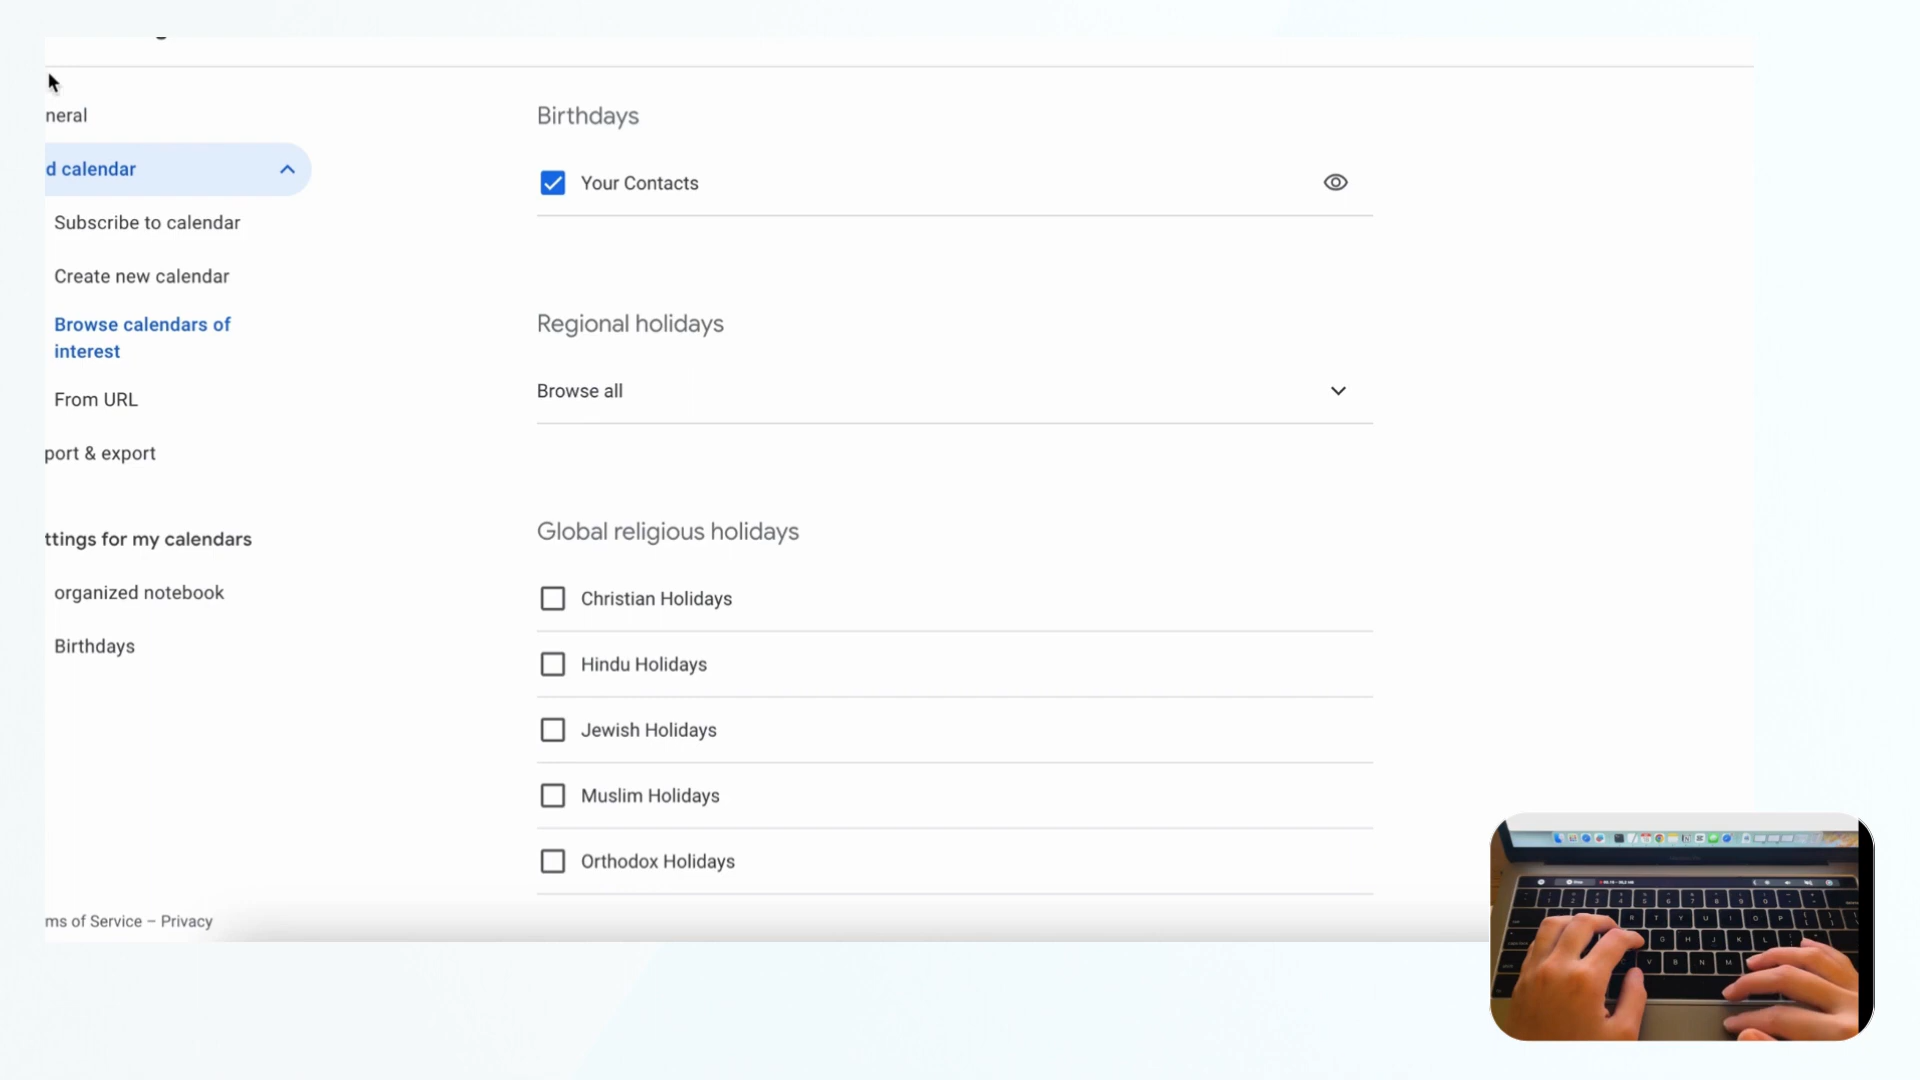 neral
d calendar
Subscribe to calendar
Create new calendar
Browse calendars of
interest
From URL
port & export
ttings for my calendars
organized notebook
Birthdays
ms of Service – Privacy
Birthdays
Your Contacts
Regional holidays
Browse all
Global religious holidays
Christian Holidays
Hindu Holidays
Jewish Holidays
Muslim Holidays
Orthodox Holidays